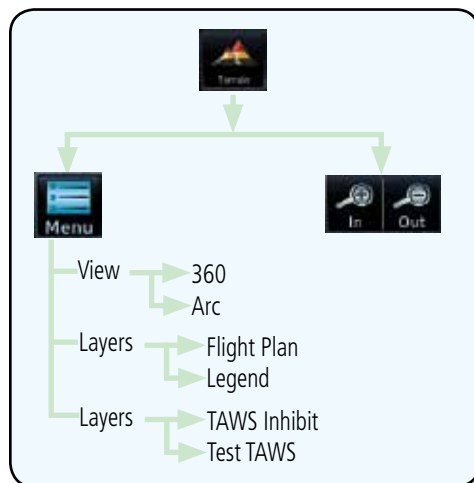 Terrain
Menu
In Out
View
360
Arc
Layers
Flight Plan
Legend
Layers
TAWS Inhibit
Test TAWS